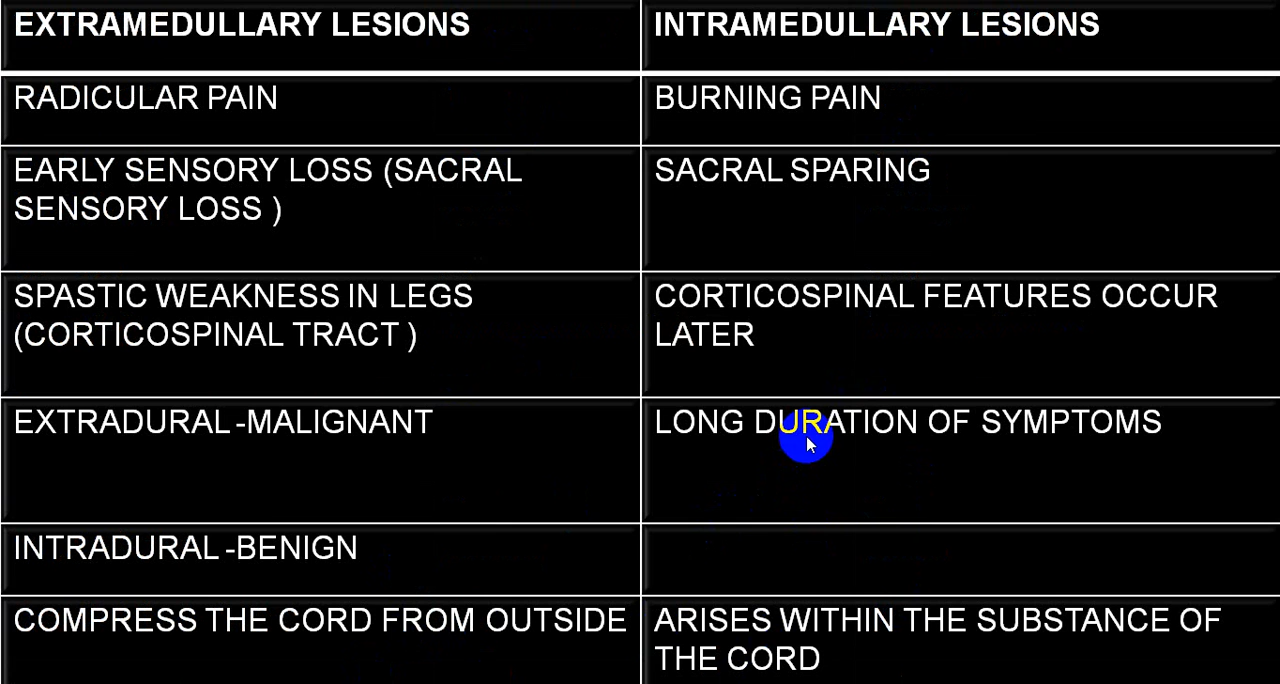 EXTRAMEDULLARY LESIONS
INTRAMEDULLARY LESIONS
RADICULAR PAIN
BURNING PAIN
EARLY SENSORY LOSS (SACRAL
SENSORY LOSS )
SACRAL SPARING
SPASTIC WEAKNESS IN LEGS
(CORTICOSPINAL TRACT )
CORTICOSPINAL FEATURES OCCUR
LATER
EXTRADURAL -MALIGNANT
LONG DURATION OF SYMPTOMS
INTRADURAL -BENIGN
COMPRESS THE CORD FROM OUTSIDE
ARISES WITHIN THE SUBSTANCE OF
THE CORD